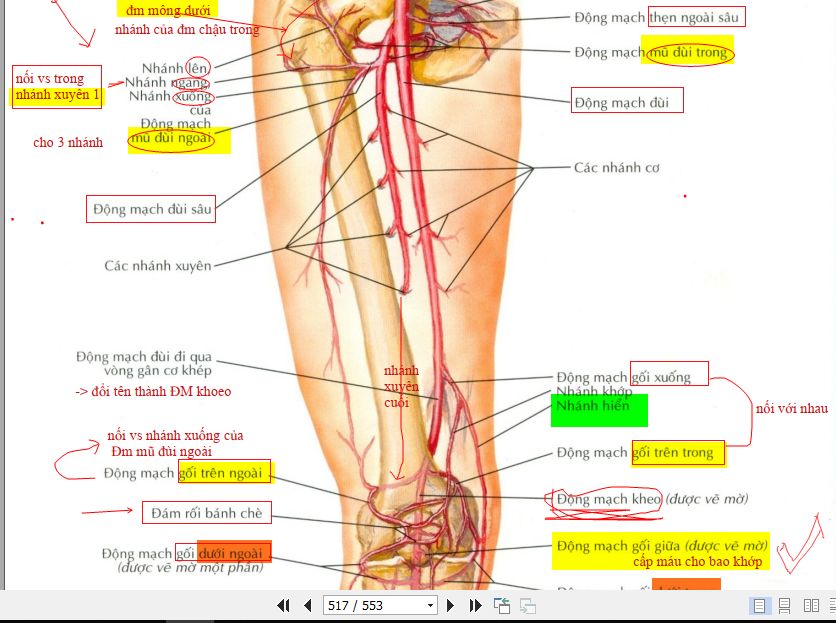 đm mông dưới
nhánh của đm chậu trong
nối vs trong
nhánh xuyên 1
Nhánh lên
Nhánh ngang
Nhánh xuống
của
Động mạch
mũ đùi ngoài
cho 3 nhánh
Động mạch đùi sâu
Các nhánh xuyên
Động mạch đùi đi qua
vòng gân cơ khép
-> đổi tên thành ĐM khoeo
nối vs nhánh xuống của
Đm mũ đùi ngoài
Động mạch gối trên ngoài
Đám rối bánh chè
Động mạch gối dưới ngoài
(được vẽ mờ một phần)
nhánh
xuyên
cuối
Động mạch thẹn ngoài sâu
Động mạch mũ đùi trong
Động mạch đùi
Các nhánh cơ
Động mạch gối xuống
Nhánh khớp
Nhánh hiển
nối với nhau
Động mạch gối trên trong
Động mạch kheo (được vẽ mờ)
Động mạch gối giữa (được vẽ mờ)
cấp máu cho bao khớp
517 / 553